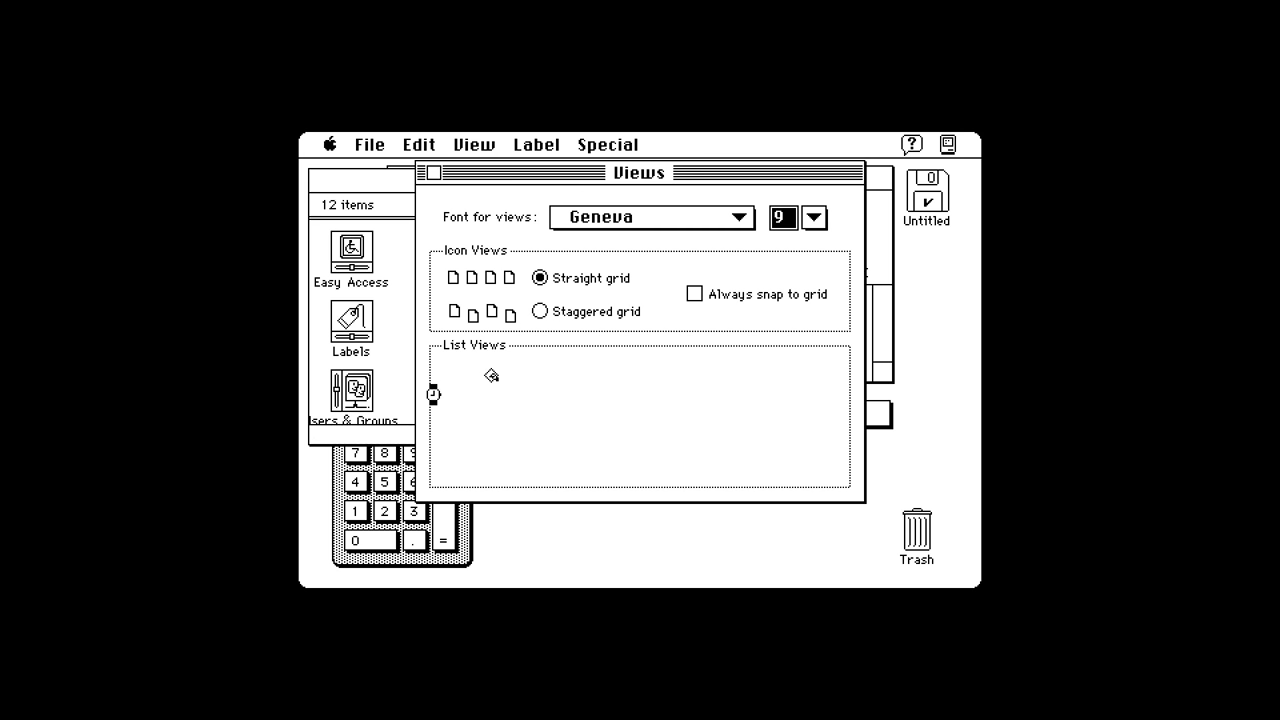 File Edit View Label Special
Views
12 items
Font for views: Geneva 9
Untitled
Icon Views
Easy Access
Straight grid
Always snap to grid
Staggered grid
Labels
List Views
7 8
4 5
1 2 3
0 . =
Trash